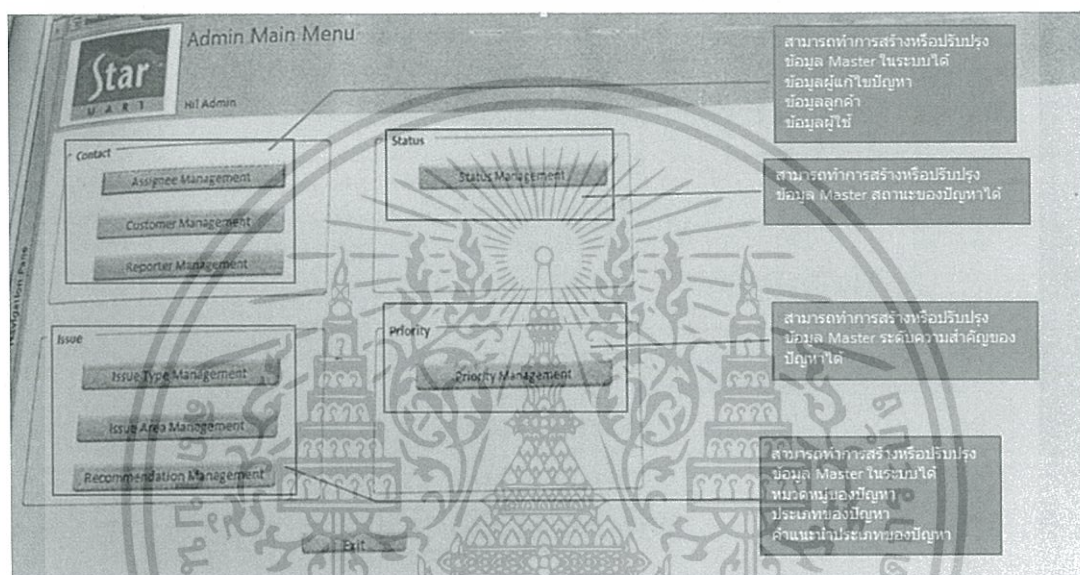 Admin Main Menu
Star
UART
Hi! Admin
Contact
Assignee Management
Customer Management
Reporter Management
Status
Status Management
Issue
Issue Type Management
Issue Area Management
Recommendation Management
Priority
Priority Management
Exit
Navigation Pane
สามารถทำการสร้างหรือปรับปรุง
ข้อมูล Master ในระบบได้
ข้อมูลผู้แก้ไขปัญหา
ข้อมูลลูกค้า
ข้อมูลผู้ใช้
สามารถทำการสร้างหรือปรับปรุง
ข้อมูล Master สถานะของปัญหาได้
สามารถทำการสร้างหรือปรับปรุง
ข้อมูล Master ระดับความสำคัญของ
ปัญหาได้
สามารถทำการสร้างหรือปรับปรุง
ข้อมูล Master ในระบบได้
หมวดหมู่ของปัญหา
ประเภทของปัญหา
คำแนะนำประเภทของปัญหา